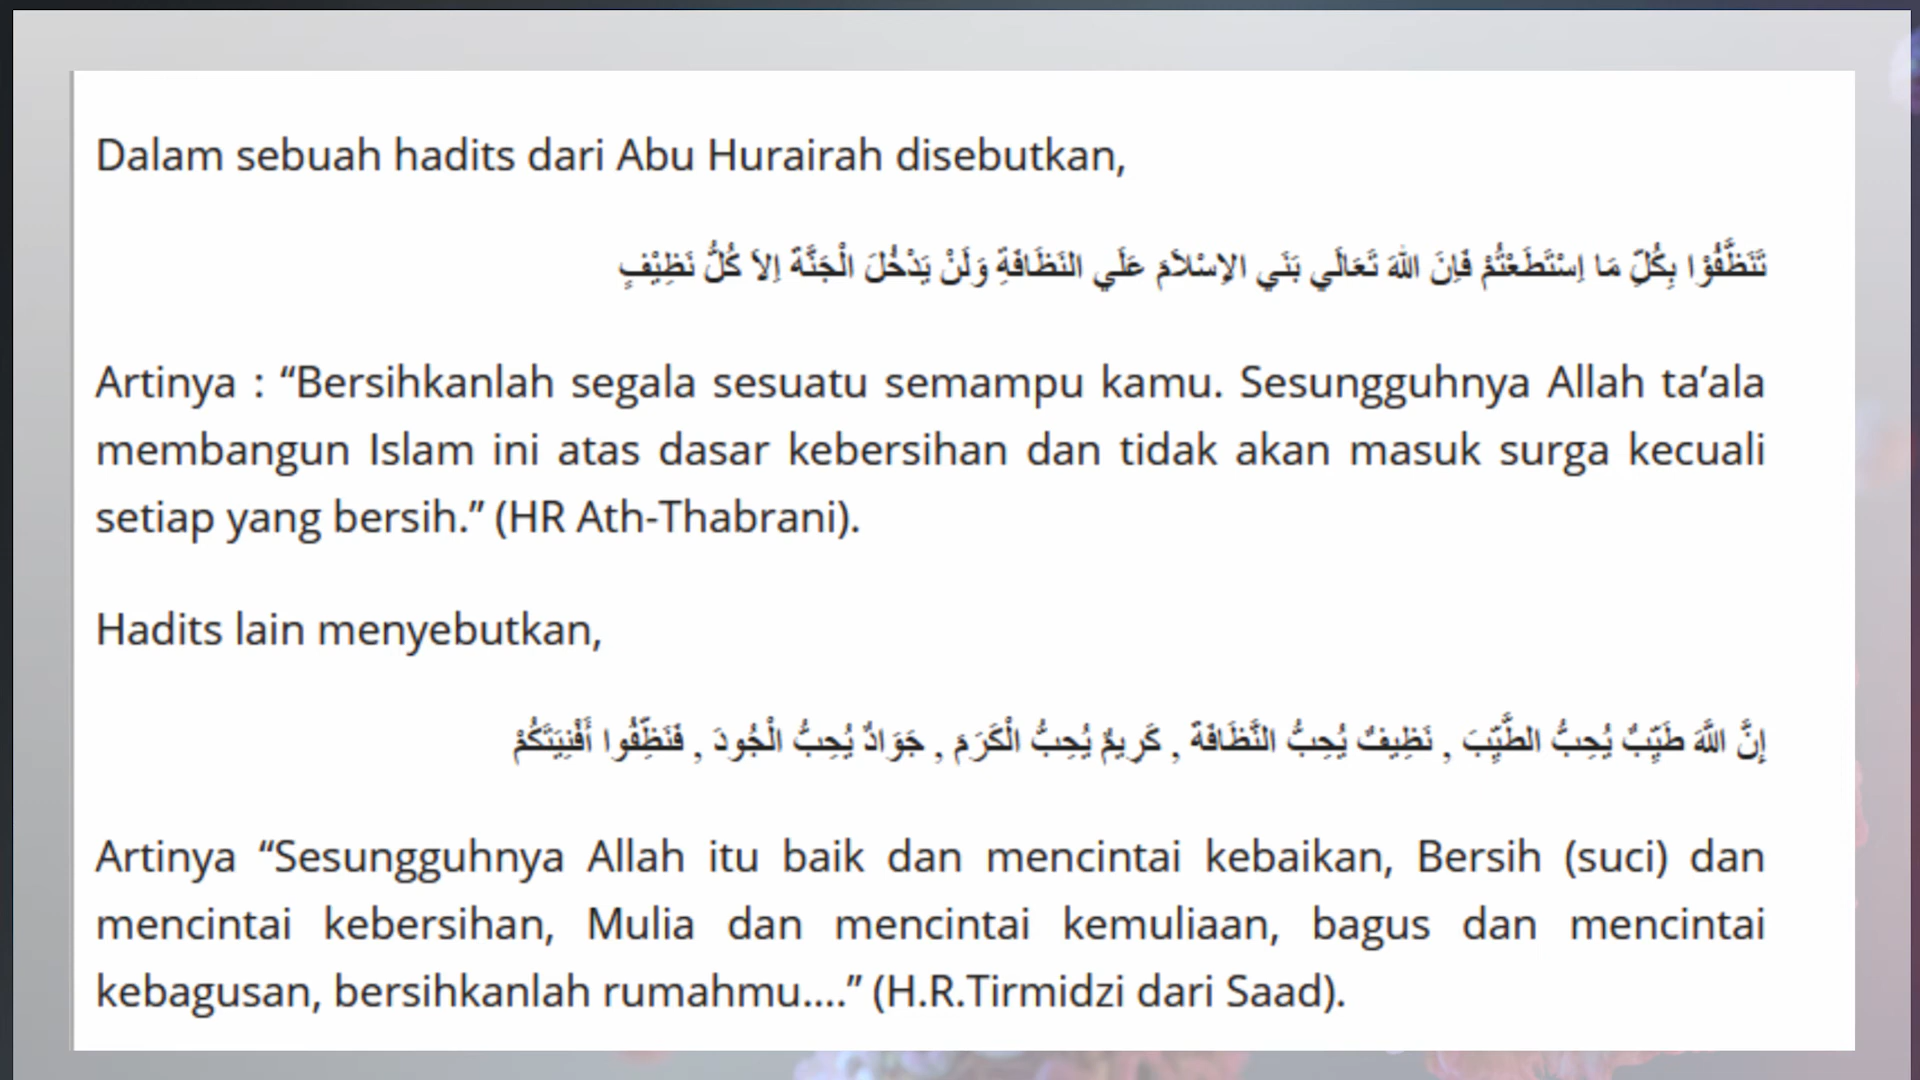 Dalam sebuah hadits dari Abu Hurairah disebutkan,
تَنَظَّفُوْا بِكُلِّ مَا اِسْتَطَعْتُمْ فَاِنَ اللهَ تَعَالَي بَنَي الاِسْلاَمَ عَلَي النَظَافَةِ وَلَنْ يَدْخُلَ الْجَنَّةَ اِلاَ كُلُّ نَظِيْفٍ
Artinya : “Bersihkanlah segala sesuatu semampu kamu. Sesungguhnya Allah ta’ala
membangun Islam ini atas dasar kebersihan dan tidak akan masuk surga kecuali
setiap yang bersih.” (HR Ath-Thabrani).
Hadits lain menyebutkan,
إِنَّ اللَّهَ طَيِّبٌ يُحِبُّ الطَّيِّبَ , نَظِيفٌ يُحِبُّ النَّظَافَةَ , كَرِيمٌ يُحِبُّ الْكَرَمَ , جَوَادٌ يُحِبُّ الْجُودَ , فَنَظِّفُوا أَفْنِيَتَكُمْ
Artinya “Sesungguhnya Allah itu baik dan mencintai kebaikan, Bersih (suci) dan
mencintai kebersihan, Mulia dan mencintai kemuliaan, bagus dan mencintai
kebagusan, bersihkanlah rumahmu....” (H.R.Tirmidzi dari Saad).